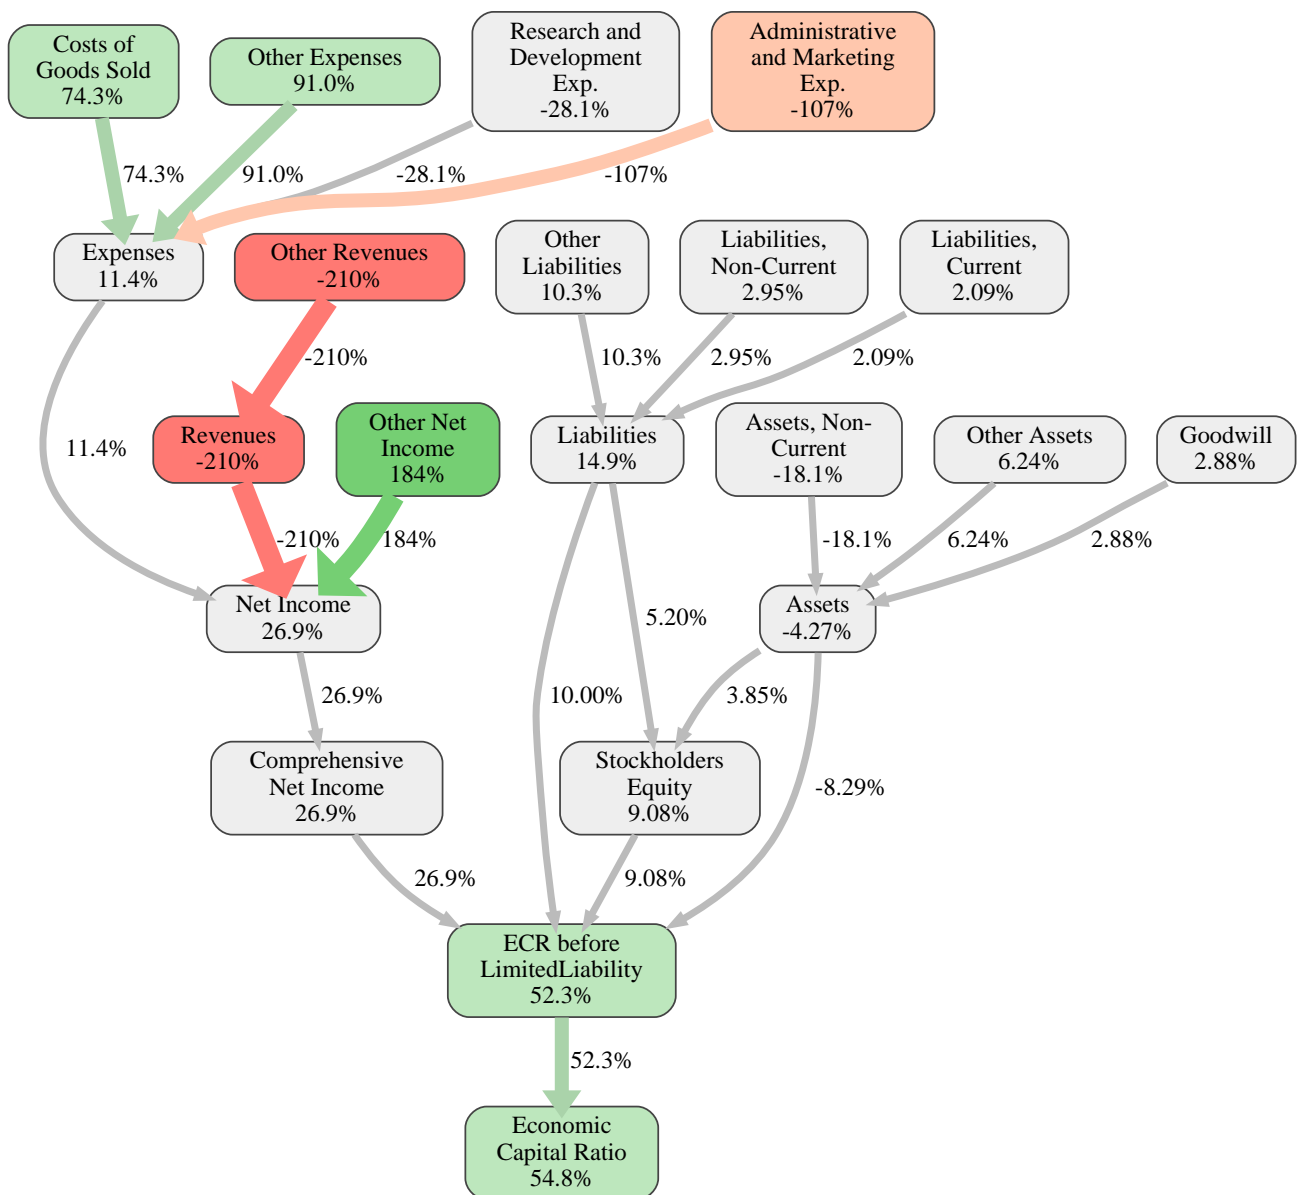 Costs of
Goods Sold
74.3%
Other Expenses
91.0%
Research and
Development
Exp.
-28.1%
Administrative
and Marketing
Exp.
-107%
74.3%
91.0%
-28.1%
-107%
Expenses
11.4%
Other Revenues
-210%
Other
Liabilities
10.3%
Liabilities,
Non-Current
2.95%
Liabilities,
Current
2.09%
-210%
10.3%
2.95%
2.09%
11.4%
Revenues
-210%
Other Net
Income
184%
Liabilities
14.9%
Assets, Non-
Current
-18.1%
Other Assets
6.24%
Goodwill
2.88%
-210%
184%
-18.1%
6.24%
2.88%
Net Income
26.9%
5.20%
Assets
-4.27%
26.9%
10.00%
3.85%
Comprehensive
Net Income
26.9%
Stockholders
Equity
9.08%
-8.29%
26.9%
9.08%
ECR before
LimitedLiability
52.3%
52.3%
Economic
Capital Ratio
54.8%